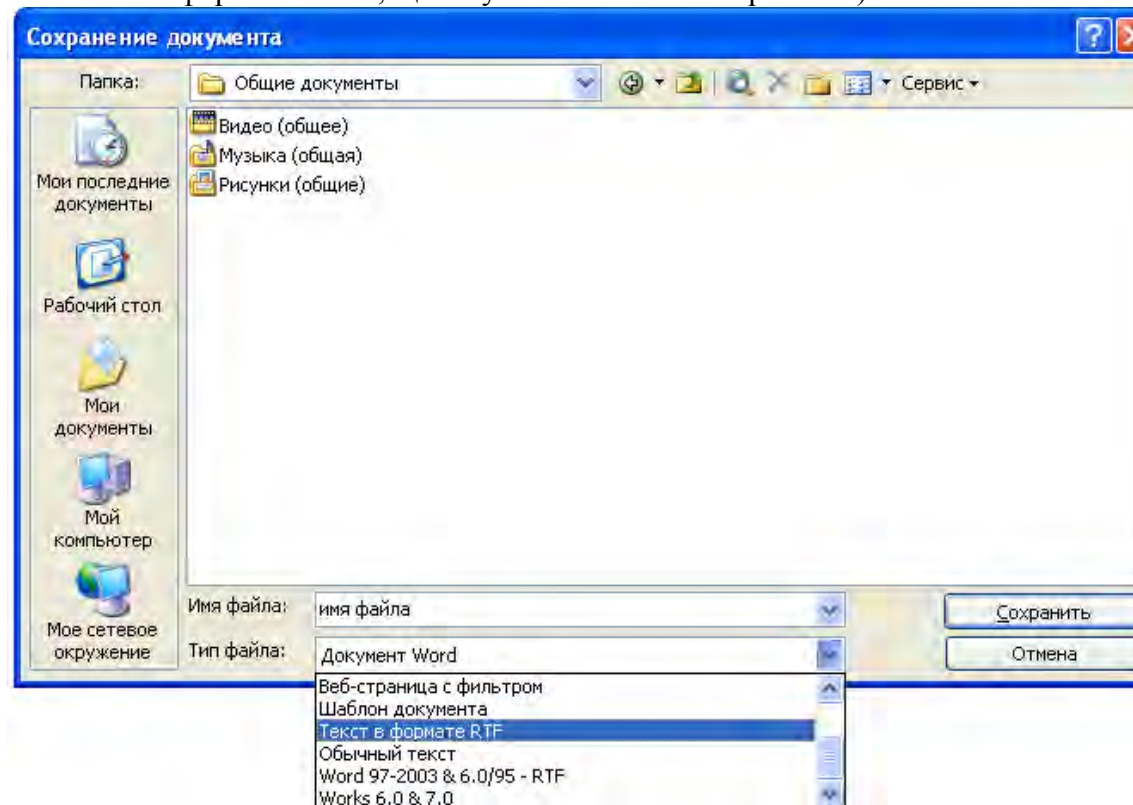 Сохранение документа
Папка:
Общие документы
Сервис
Видео (общее)
Музыка (общая)
Рисунки (общие)
Мои последние
документы
Рабочий стол
Мои
документы
Мой
компьютер
Мое сетевое
окружение
Имя файла:
имя файла
Сохранить
Тип файла:
Документ Word
Отмена
Веб-страница с фильтром
Шаблон документа
Текст в формате RTF
Обычный текст
Word 97-2003 & 6.0/95 - RTF
Works 6.0 & 7.0